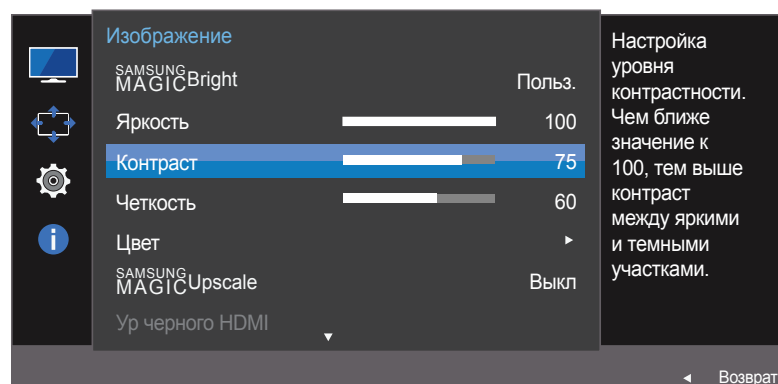 Изображение
SAMSUNG
MAGICBright Польз.
Яркость 100
Контраст 75
Четкость 60
Цвет ►
SAMSUNG
MAGICUpscale Выкл
Ур черного HDMI
▼
Настройка
уровня
контрастности.
Чем ближе
значение к
100, тем выше
контраст
между яркими
и темными
участками.
◄ Возврат